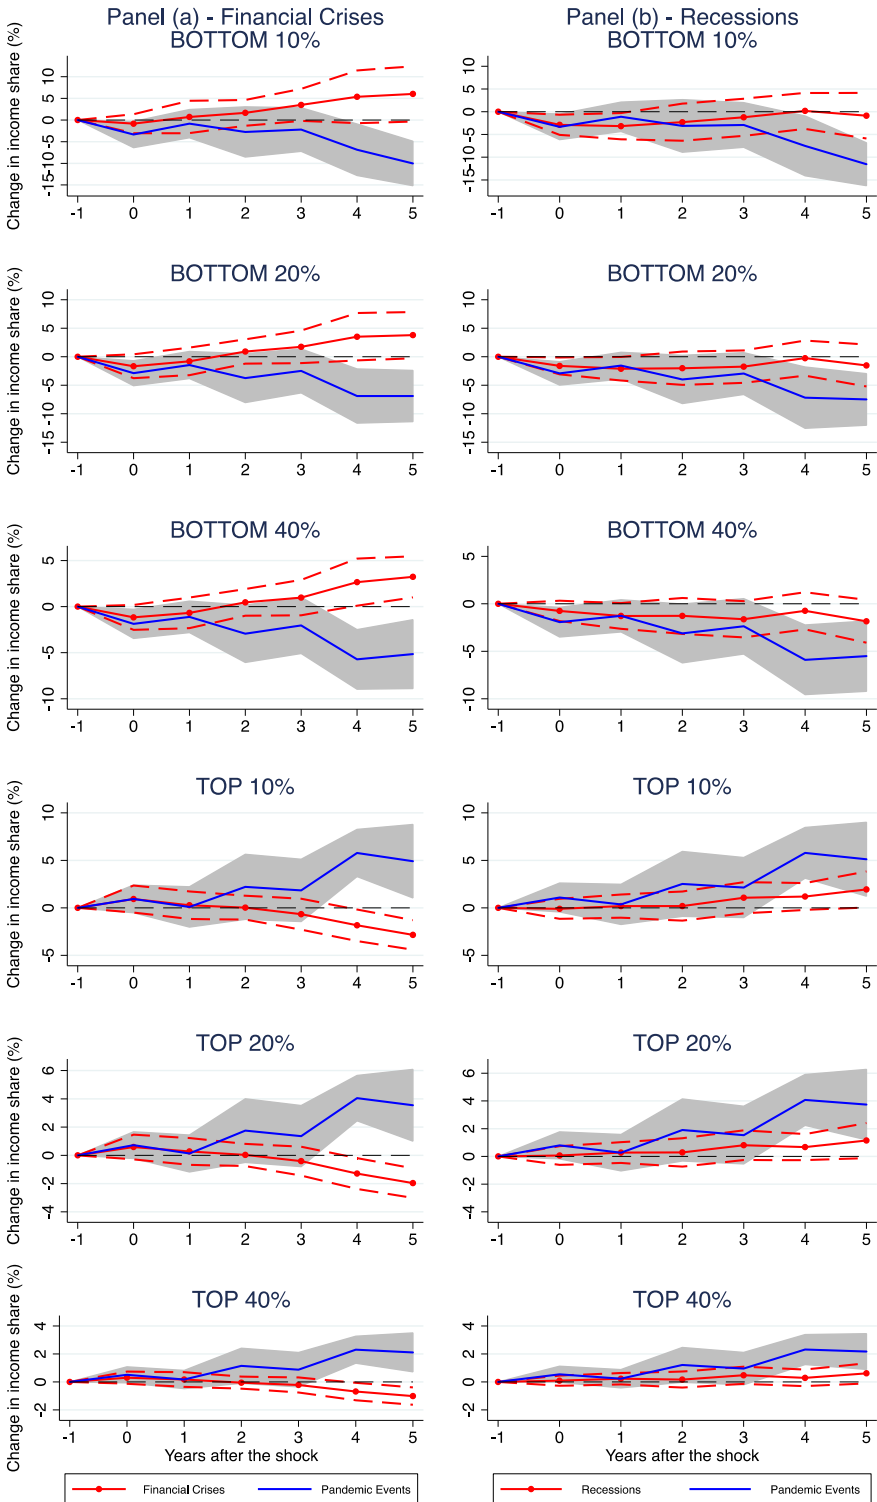 Panel (a) - Financial Crises
BOTTOM 10%
Change in income share (%)
10
5
0
-5
-10
-15
-1 0 1 2 3 4 5
Panel (b) - Recessions
BOTTOM 10%
10
5
0
-5
-10
-15
-1 0 1 2 3 4 5
BOTTOM 20%
Change in income share (%)
10
5
0
-5
-10
-15
-1 0 1 2 3 4 5
BOTTOM 20%
10
5
0
-5
-10
-15
-1 0 1 2 3 4 5
BOTTOM 40%
Change in income share (%)
5
0
-5
-10
-1 0 1 2 3 4 5
BOTTOM 40%
5
0
-5
-10
-1 0 1 2 3 4 5
TOP 10%
Change in income share (%)
10
5
0
-5
-1 0 1 2 3 4 5
TOP 10%
10
5
0
-5
-1 0 1 2 3 4 5
TOP 20%
Change in income share (%)
6
4
2
0
-2
-4
-1 0 1 2 3 4 5
TOP 20%
6
4
2
0
-2
-4
-1 0 1 2 3 4 5
TOP 40%
Change in income share (%)
4
2
0
-2
-1 0 1 2 3 4 5
Years after the shock
Financial Crises Pandemic Events
TOP 40%
4
2
0
-2
-1 0 1 2 3 4 5
Years after the shock
Recessions Pandemic Events